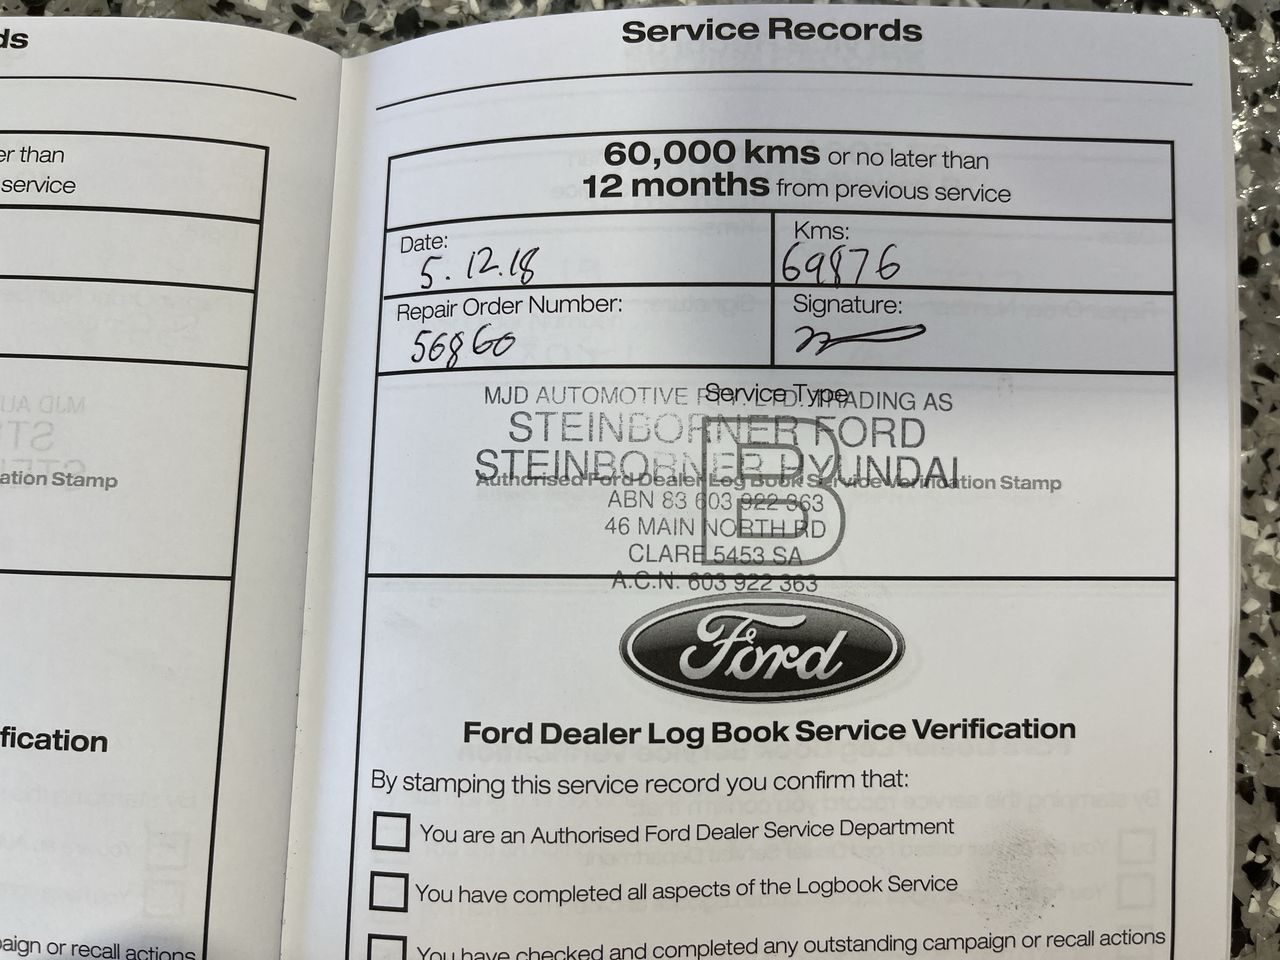 ds
er than
service
ation Stamp
fication
aign or recall actions
Service Records
60,000 kms or no later than
12 months from previous service
Date:
5.12.18
Kms:
69876
Repair Order Number:
56860
Signature:
Service Type
MJD AUTOMOTIVE PTY. LTD. TRADING AS
STEINBORNER FORD
STEINBORNER HYUNDAI
B
Authorised Ford Dealer Log Book Service Verification Stamp
ABN 83 603 922 363
46 MAIN NORTH RD
CLARE 5453 SA
A.C.N. 603 922 363
Ford
Ford Dealer Log Book Service Verification
By stamping this service record you confirm that:
You are an Authorised Ford Dealer Service Department
You have completed all aspects of the Logbook Service
You have checked and completed any outstanding campaign or recall actions